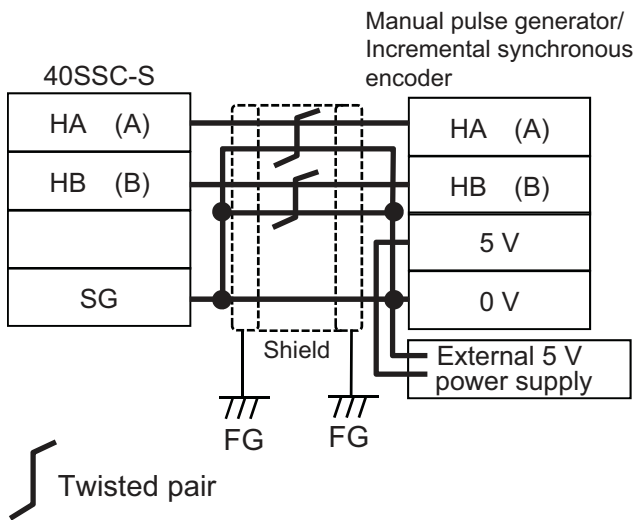 Manual pulse generator/
Incremental synchronous
encoder
40SSC-S
HA (A)
HB (B)
SG
HA (A)
HB (B)
5 V
0 V
External 5 V
power supply
Shield
FG
FG
Twisted pair